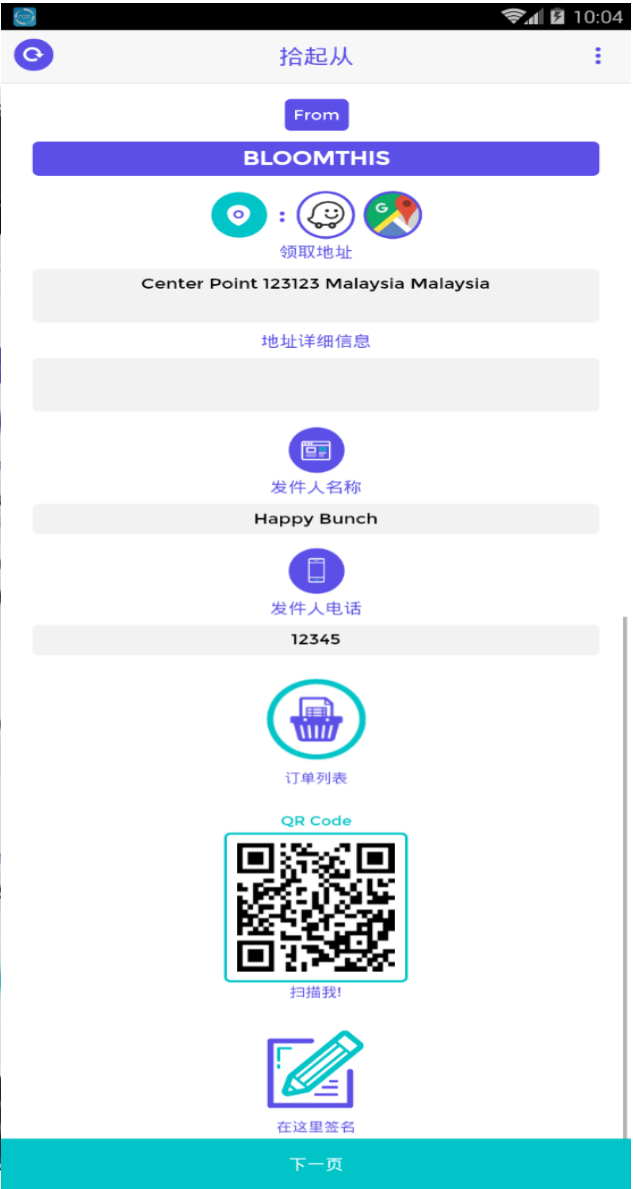 10:04
拾起从
From
BLOOMTHIS
:
G
领取地址
Center Point 123123 Malaysia Malaysia
地址详细信息
发件人名称
Happy Bunch
发件人电话
12345
订单列表
QR Code
扫描我!
在这里签名
下一页